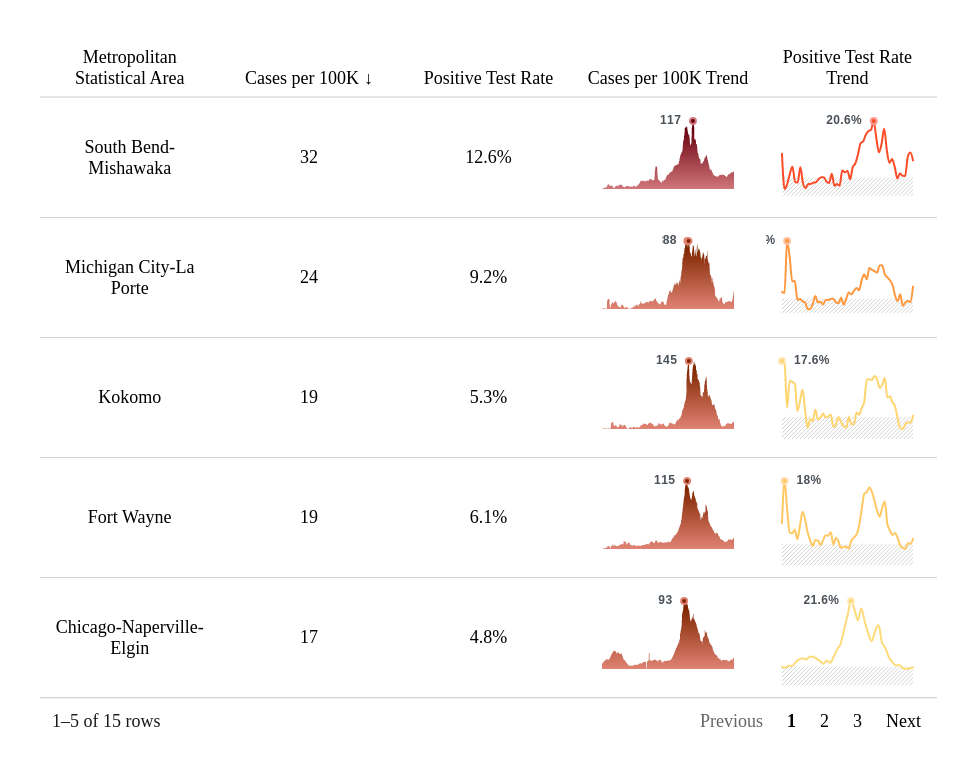 Metropolitan
Statistical Area
Cases per 100K ↓
Positive Test Rate
Cases per 100K Trend
Positive Test Rate
Trend
South Bend-
Mishawaka
32
12.6%
117
20.6%
Michigan City-La
Porte
24
9.2%
88
%
Kokomo
19
5.3%
145
17.6%
Fort Wayne
19
6.1%
115
18%
Chicago-Naperville-
Elgin
17
4.8%
93
21.6%
1–5 of 15 rows
Previous 1 2 3 Next